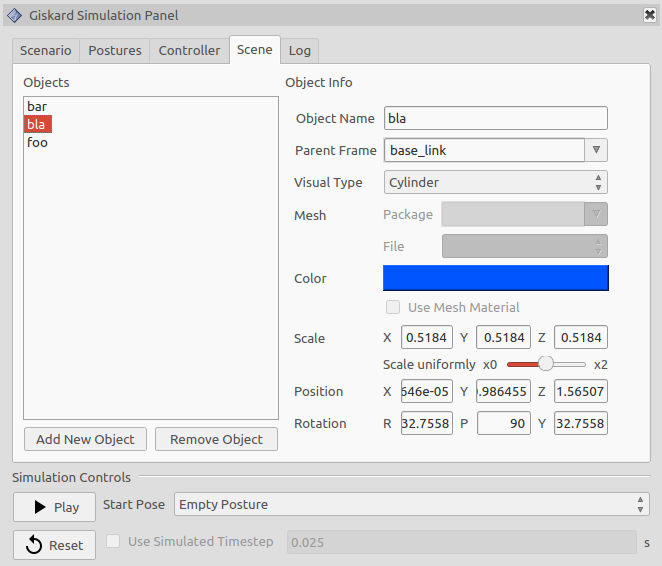 Giskard Simulation Panel
Scenario Postures Controller Scene Log
Objects
bar
bla
foo
Add New Object Remove Object
Object Info
Object Name bla
Parent Frame base_link
Visual Type Cylinder
Mesh Package
File
Color
Use Mesh Material
Scale X 0.5184 Y 0.5184 Z 0.5184
Scale uniformly x0 x2
Position X 646e-05 Y .986455 Z 1.56507
Rotation R 32.7558 P 90 Y 32.7558
Simulation Controls
Play Start Pose Empty Posture
Reset Use Simulated Timestep 0.025 s